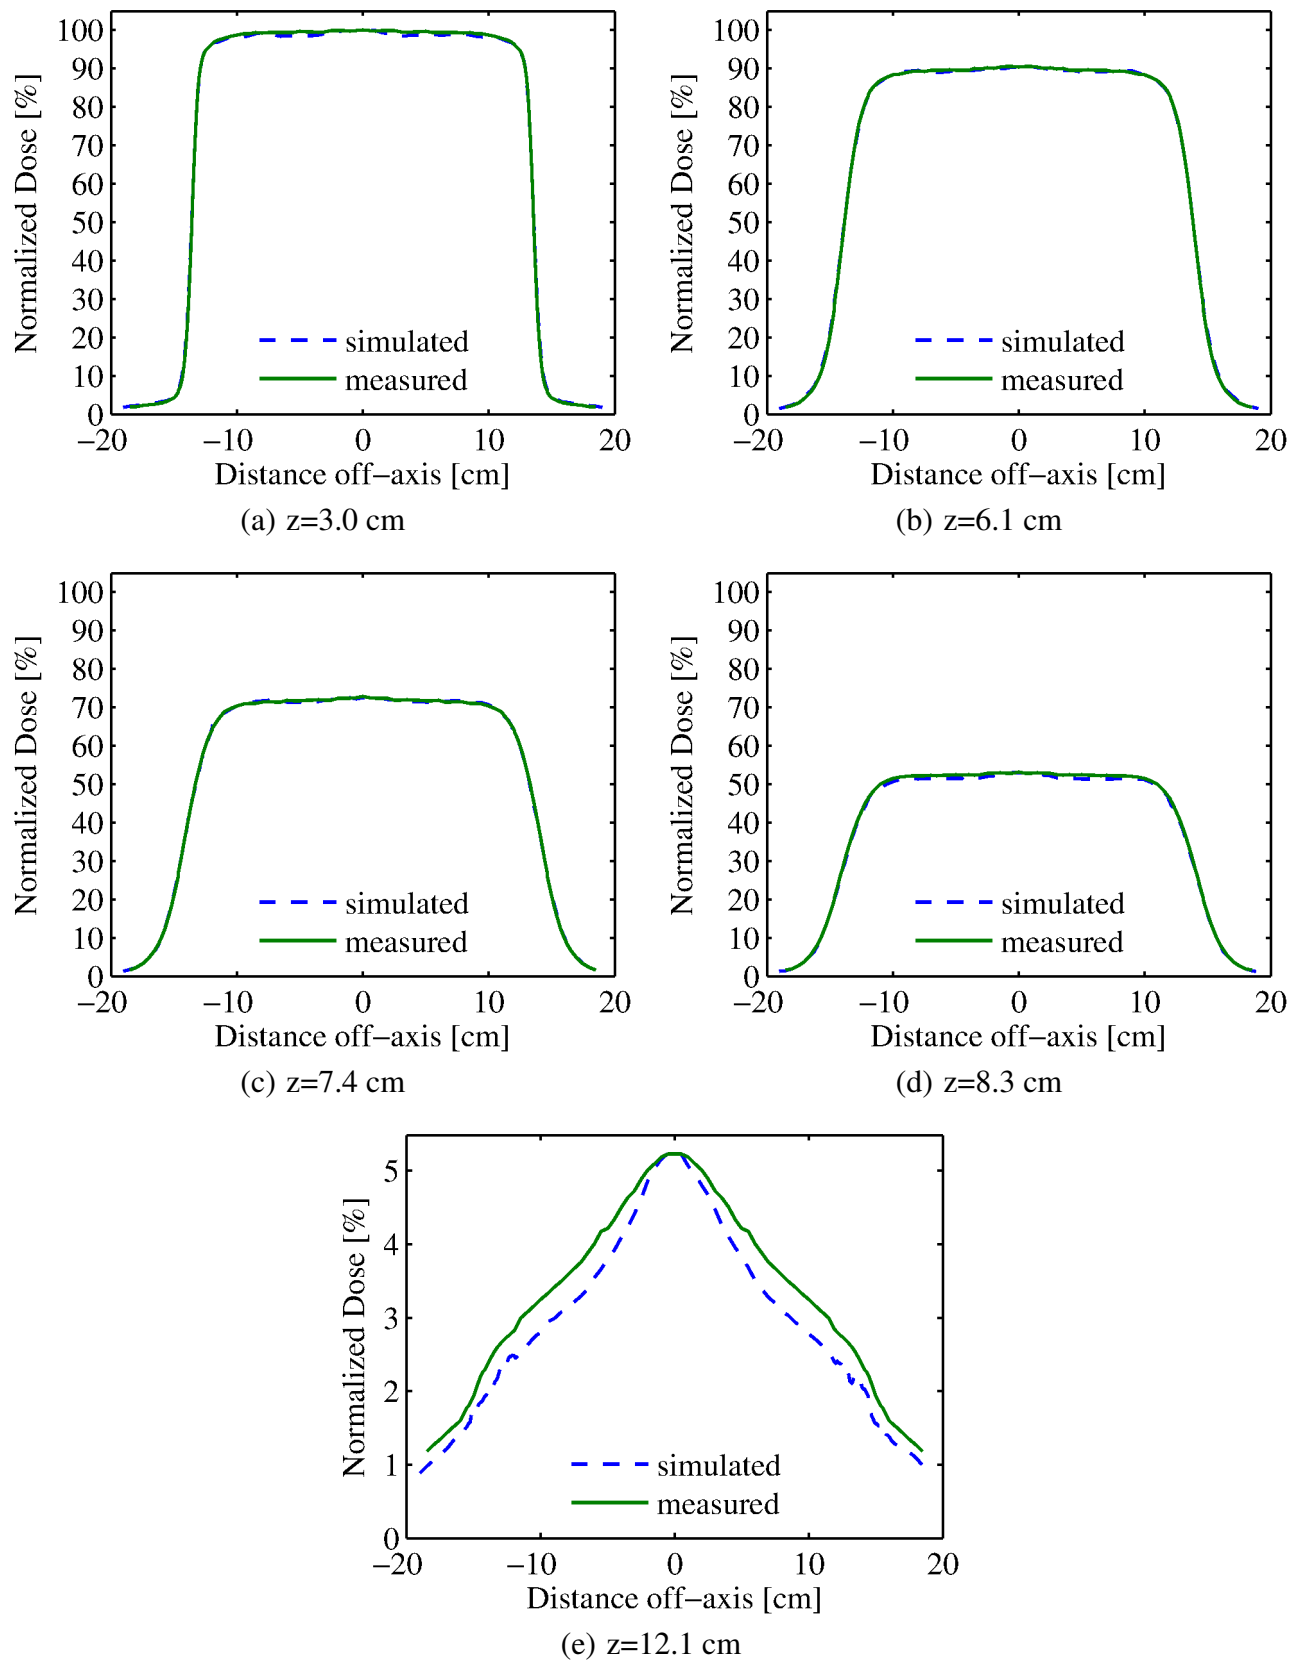 100
90
80
70
60
50
40
30
20
10
0
Normalized Dose [%]
simulated
measured
−20 −10 0 10 20
Distance off−axis [cm]
(a) z=3.0 cm
100
90
80
70
60
50
40
30
20
10
0
Normalized Dose [%]
simulated
measured
−20 −10 0 10 20
Distance off−axis [cm]
(b) z=6.1 cm
100
90
80
70
60
50
40
30
20
10
0
Normalized Dose [%]
simulated
measured
−20 −10 0 10 20
Distance off−axis [cm]
(c) z=7.4 cm
100
90
80
70
60
50
40
30
20
10
0
Normalized Dose [%]
simulated
measured
−20 −10 0 10 20
Distance off−axis [cm]
(d) z=8.3 cm
5
4
3
2
1
0
Normalized Dose [%]
simulated
measured
−20 −10 0 10 20
Distance off−axis [cm]
(e) z=12.1 cm